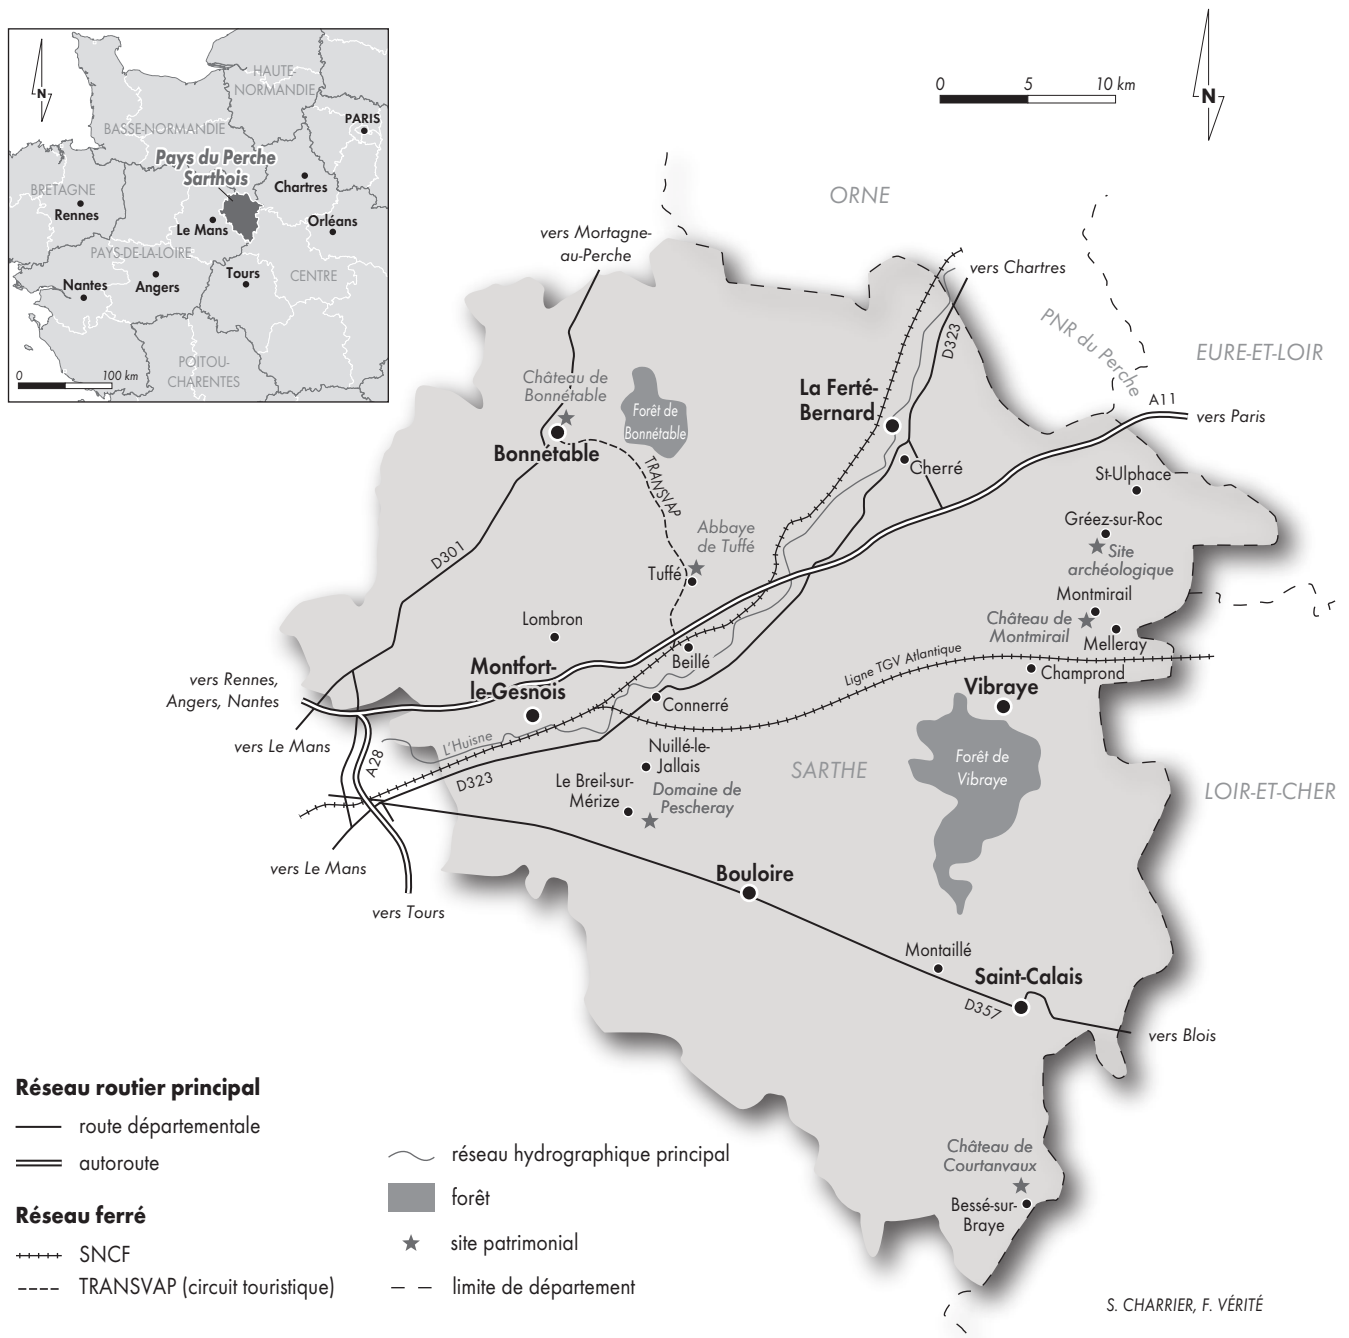 N
HAUTE-
NORMANDIE
PARIS
BASSE-NORMANDIE
Pays du Perche
Sarthois
Chartres
BRETAGNE
Rennes
Le Mans
Orléans
PAYS-DE-LA-LOIRE
Nantes
Angers
Tours
CENTRE
POITOU-
CHARENTES
0
100 km
0
5
10 km
N
ORNE
vers Mortagne-
au-Perche
vers Chartres
D323
PNR du Perche
EURE-ET-LOIR
A11
vers Paris
Château de
Bonnétable
Forêt de
Bonnétable
La Ferté-
Bernard
Bonnétable
TRANSVAP
Cherré
St-Ulphace
Gréez-sur-Roc
Site
archéologique
Abbaye
de Tuffé
D301
Tuffé
Montmirail
Château de
Montmirail
Melleray
Lombron
Beillé
Ligne TGV Atlantique
Champrond
Montfort-
le-Gesnois
Vibraye
vers Rennes,
Angers, Nantes
Connerré
vers Le Mans
A28
L'Huisne
D323
Nuillé-le-
Jallais
SARTHE
Forêt de
Vibraye
Le Breil-sur-
Mérize
Domaine de
Pescheray
LOIR-ET-CHER
vers Le Mans
Bouloire
vers Tours
Montaillé
Saint-Calais
D357
vers Blois
Château de
Courtanvaux
Bessé-sur-
Braye
Réseau routier principal
route départementale
autoroute
Réseau ferré
SNCF
TRANSVAP (circuit touristique)
réseau hydrographique principal
forêt
site patrimonial
limite de département
S. CHARRIER, F. VÉRITÉ